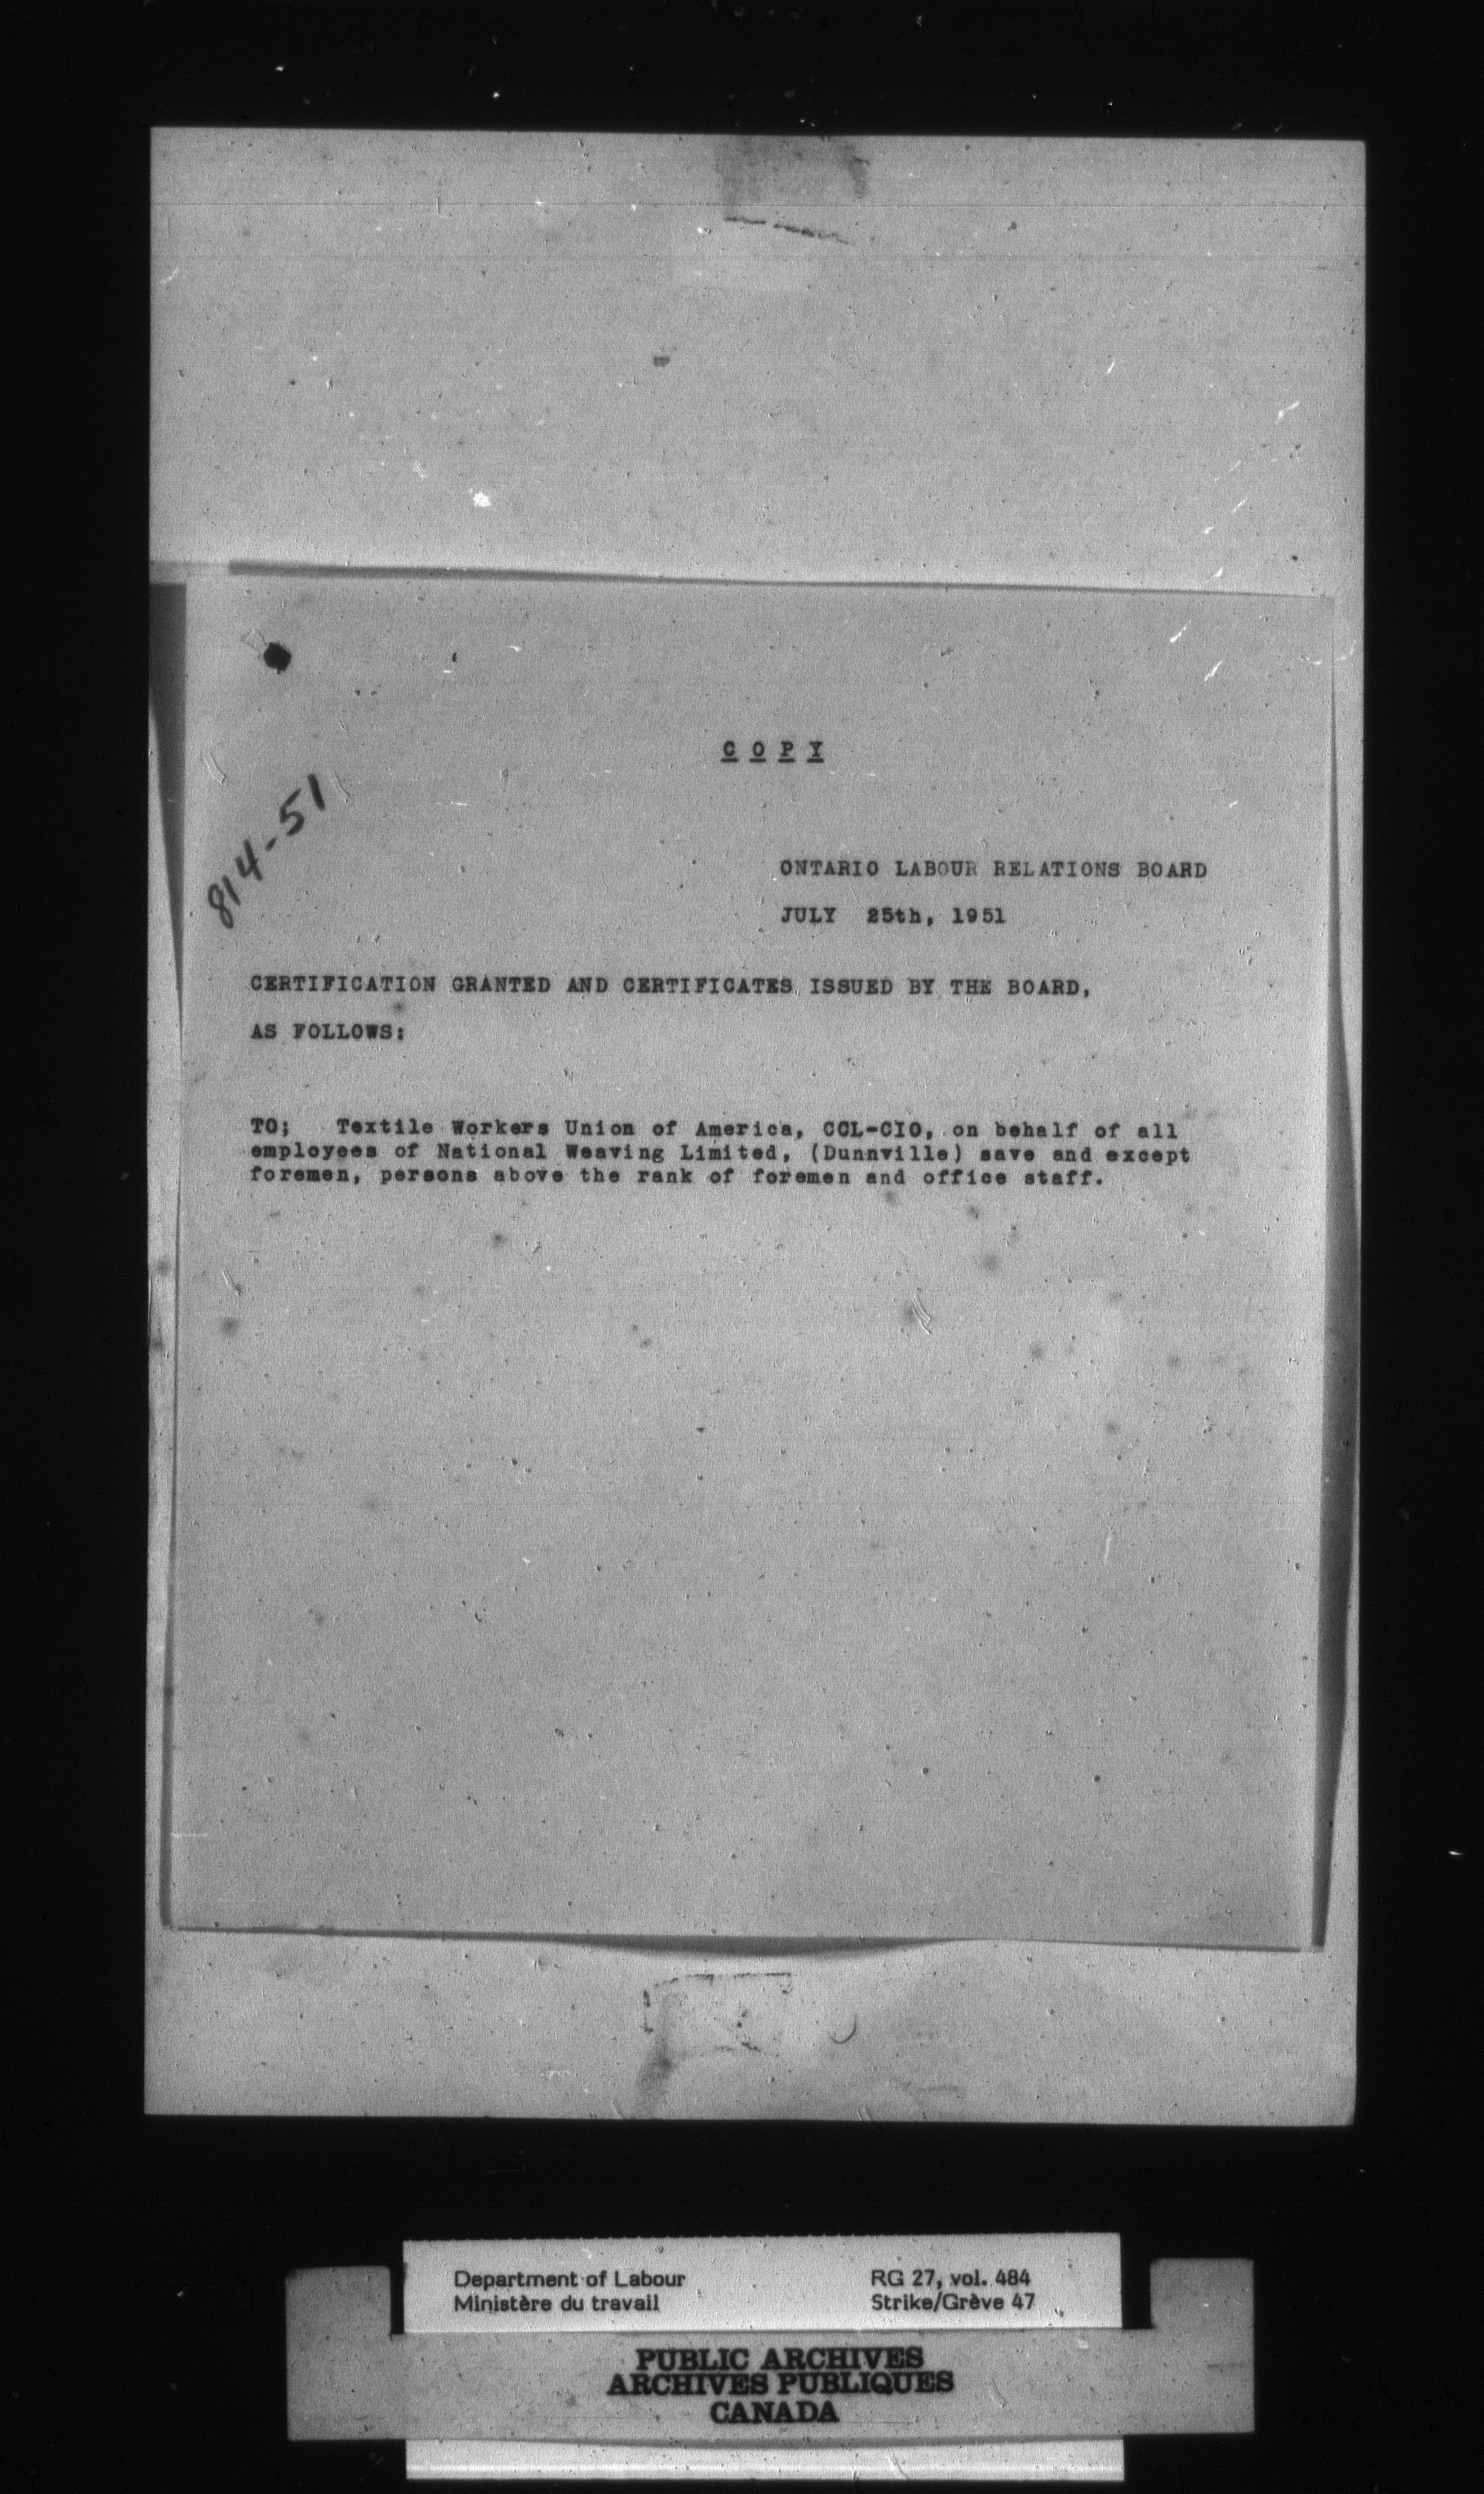 C O P Y
814-51
ONTARIO LABOUR RELATIONS BOARD
JULY 25th, 1951
CERTIFICATION GRANTED AND CERTIFICATES ISSUED BY THE BOARD,
AS FOLLOWS:
TO; Textile Workers Union of America, CCL-CIO, on behalf of all
employees of National Weaving Limited, (Dunnville) save and except
foremen, persons above the rank of foremen and office staff.
Department of Labour
Ministère du travail
RG 27, vol. 484
Strike/Grève 47
PUBLIC ARCHIVES
ARCHIVES PUBLIQUES
CANADA